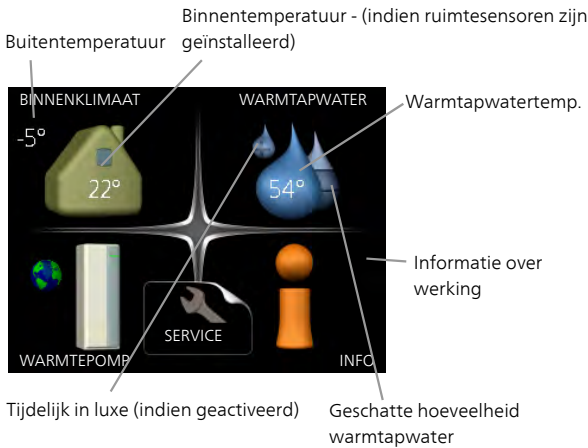 Binnentemperatuur - (indien ruimtesensoren zijn
geïnstalleerd)
Buitentemperatuur
BINNENKLIMAAT
WARMTAPWATER
Warmtapwatertemp.
-5°
22°
54°
Informatie over
werking
SERVICE
WARMTEPOMP
INFO
Tijdelijk in luxe (indien geactiveerd)
Geschatte hoeveelheid
warmtapwater